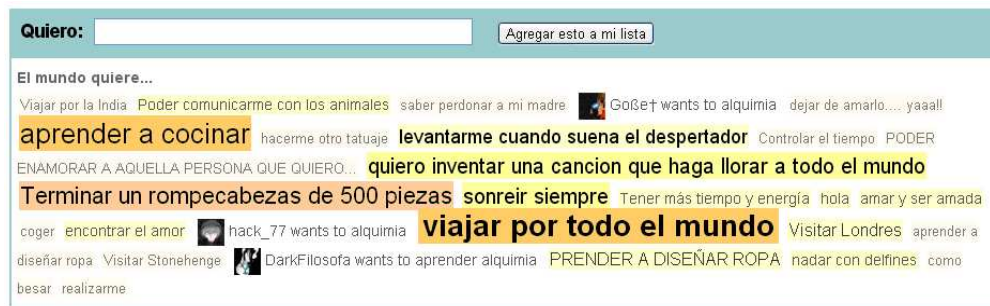 Quiero: Agregar esto a mi lista
El mundo quiere...
Viajar por la India Poder comunicarme con los animales saber perdonar a mi madre Goße† wants to alquimia dejar de amarlo.... yaaa!!
aprender a cocinar hacerme otro tatuaje levantarme cuando suena el despertador Controlar el tiempo PODER
ENAMORAR A AQUELLA PERSONA QUE QUIERO... quiero inventar una cancion que haga llorar a todo el mundo
Terminar un rompecabezas de 500 piezas sonreir siempre Tener más tiempo y energía hola amar y ser amada
coger encontrar el amor hack_77 wants to alquimia viajar por todo el mundo Visitar Londres aprender a
diseñar ropa Visitar Stonehenge DarkFilosofa wants to aprender alquimia PRENDER A DISEÑAR ROPA nadar con delfines como
besar realizarme